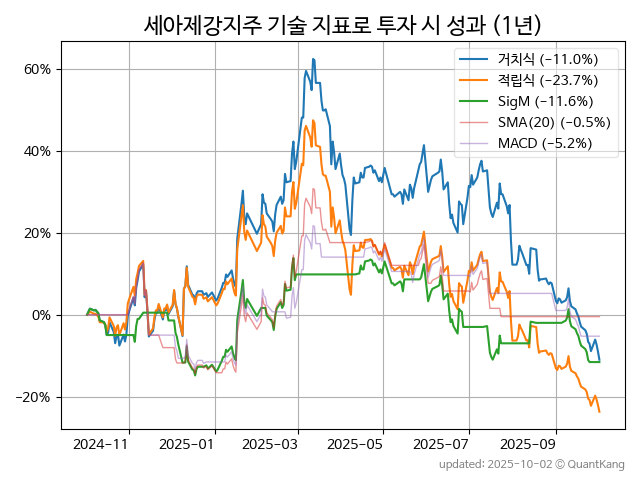 세아제강지주 기술 지표로 투자 시 성과 (1년)
거치식 (−11.0%)
적립식 (−23.7%)
SigM (−11.6%)
SMA(20) (−0.5%)
MACD (−5.2%)
60%
40%
20%
0%
−20%
2024-11
2025-01
2025-03
2025-05
2025-07
2025-09
updated: 2025-10-02 © QuantKang